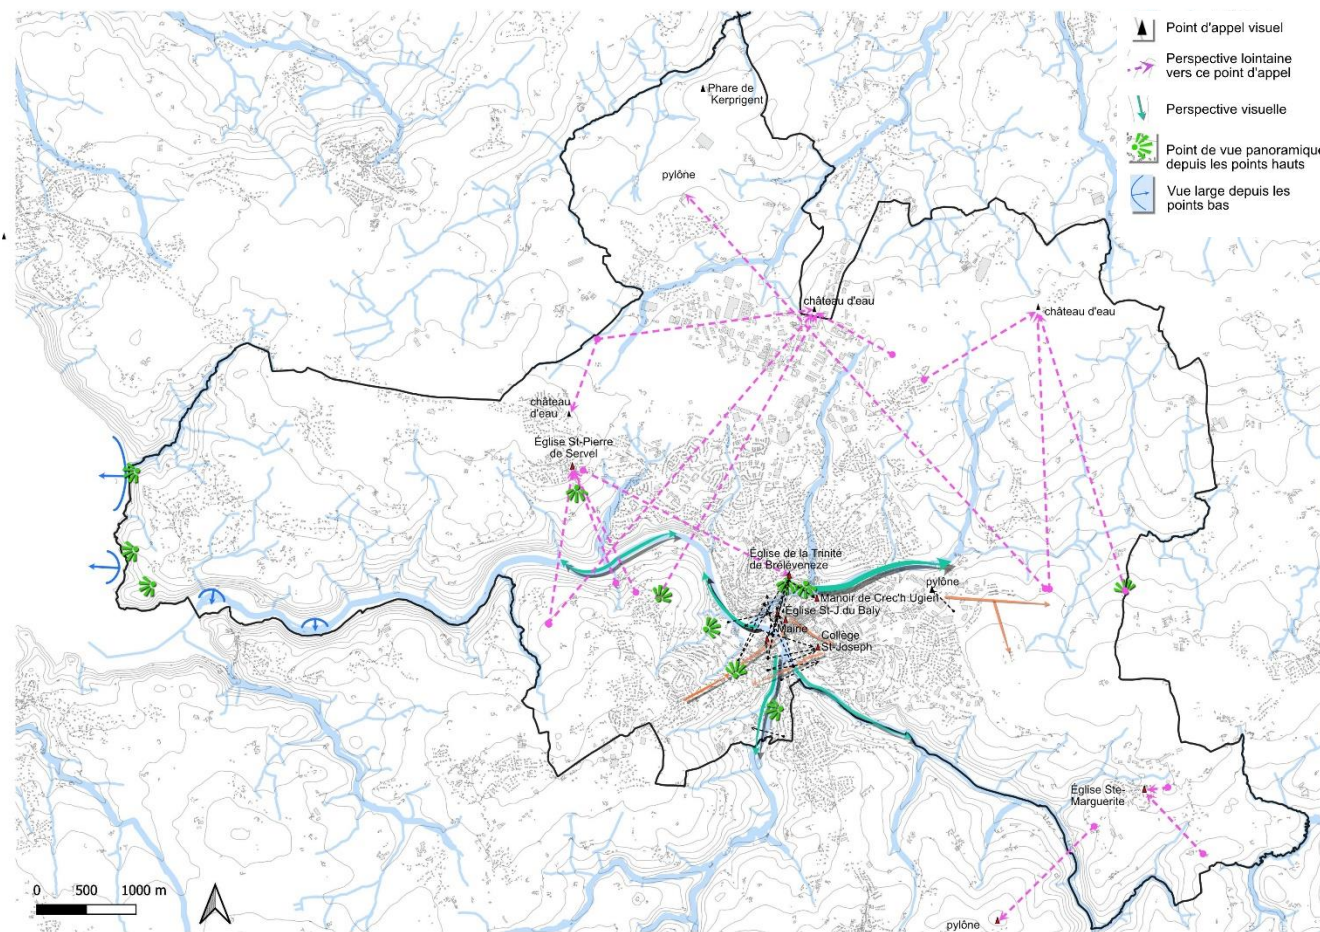 Point d'appel visuel
Perspective lointaine
vers ce point d'appel
Perspective visuelle
Point de vue panoramique
depuis les points hauts
Vue large depuis les
points bas
Phare de
Kerprigent
pylône
château d'eau
château d'eau
château
d'eau
Église St-Pierre
de Servel
Église de la Trinité
de Bréléveneze
pylône
Manoir de Crec'h Ugien
Église St-J du Baly
Mairie
Collège
St-Joseph
Église Ste-
Marguerite
0 500 1000 m
pylône